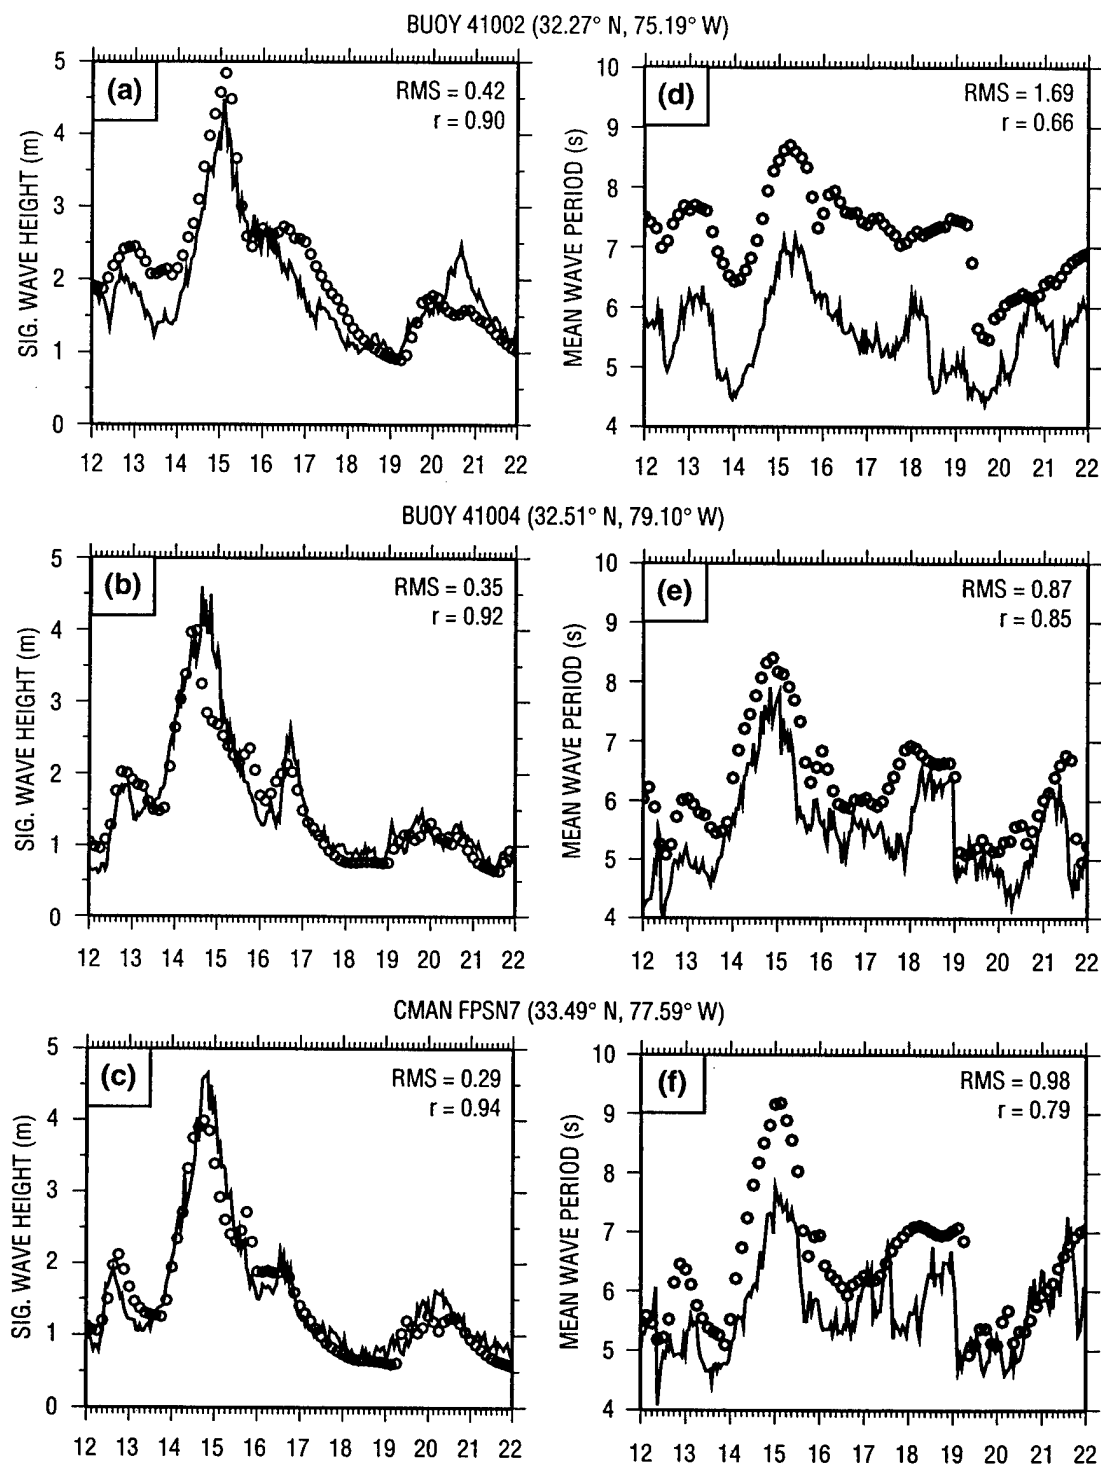 BUOY 41002 (32.27° N, 75.19° W)
(a)
RMS = 0.42
r = 0.90
SIG. WAVE HEIGHT (m)
5
4
3
2
1
0
12 13 14 15 16 17 18 19 20 21 22
(d)
RMS = 1.69
r = 0.66
MEAN WAVE PERIOD (s)
10
9
8
7
6
5
4
12 13 14 15 16 17 18 19 20 21 22
BUOY 41004 (32.51° N, 79.10° W)
(b)
RMS = 0.35
r = 0.92
SIG. WAVE HEIGHT (m)
5
4
3
2
1
0
12 13 14 15 16 17 18 19 20 21 22
(e)
RMS = 0.87
r = 0.85
MEAN WAVE PERIOD (s)
10
9
8
7
6
5
4
12 13 14 15 16 17 18 19 20 21 22
CMAN FPSN7 (33.49° N, 77.59° W)
(c)
RMS = 0.29
r = 0.94
SIG. WAVE HEIGHT (m)
5
4
3
2
1
0
12 13 14 15 16 17 18 19 20 21 22
(f)
RMS = 0.98
r = 0.79
MEAN WAVE PERIOD (s)
10
9
8
7
6
5
4
12 13 14 15 16 17 18 19 20 21 22